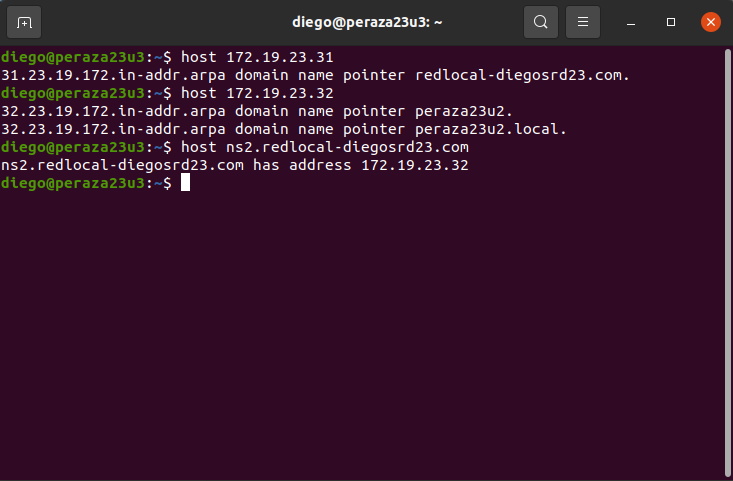 diego@peraza23u3: ~
diego@peraza23u3:~$ host 172.19.23.31
31.23.19.172.in-addr.arpa domain name pointer redlocal-diegosrd23.com.
diego@peraza23u3:~$ host 172.19.23.32
32.23.19.172.in-addr.arpa domain name pointer peraza23u2.
32.23.19.172.in-addr.arpa domain name pointer peraza23u2.local.
diego@peraza23u3:~$ host ns2.redlocal-diegosrd23.com
ns2.redlocal-diegosrd23.com has address 172.19.23.32
diego@peraza23u3:~$